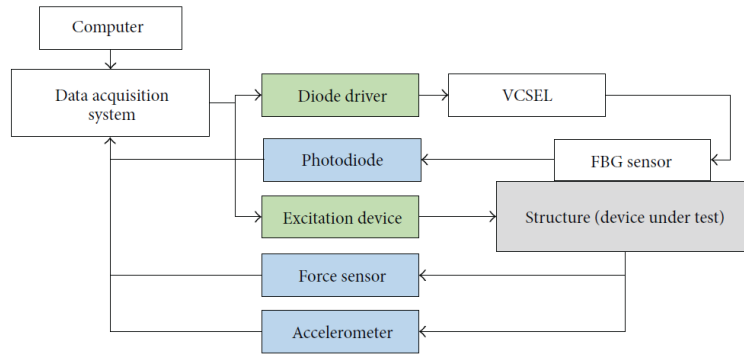 Computer
Data acquisition
system
Diode driver
VCSEL
Photodiode
FBG sensor
Excitation device
Structure (device under test)
Force sensor
Accelerometer